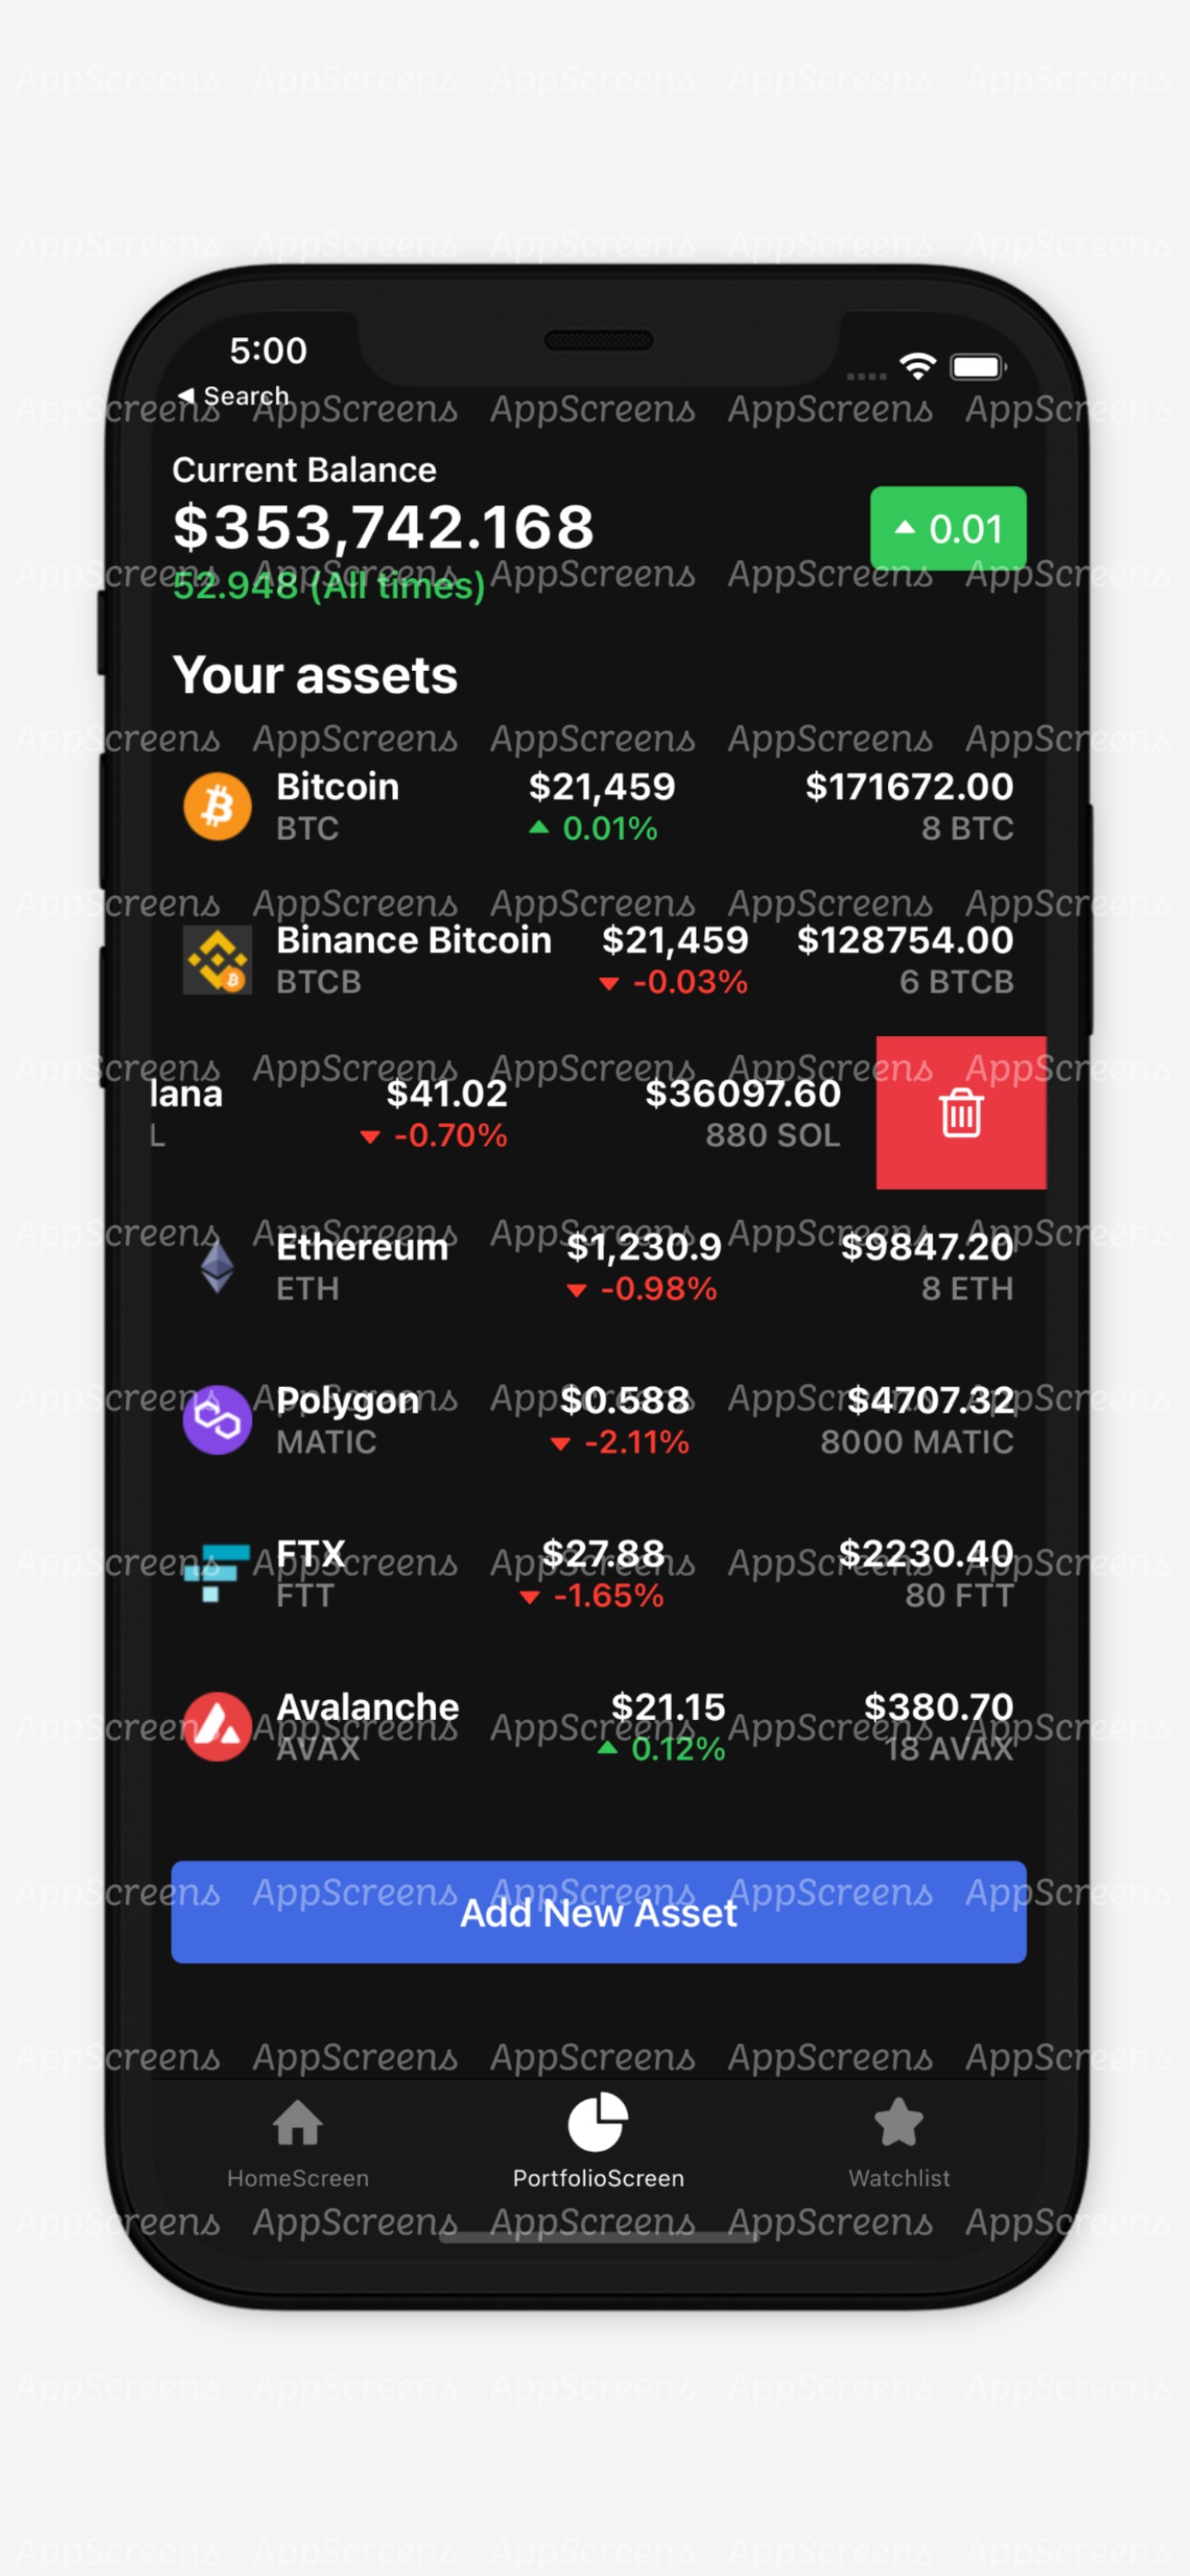 AppScreens AppScreens AppScreens AppScreens AppScreens
AppScreens AppScreens AppScreens AppScreens AppScreens
5:00
Search
AppScreens AppScreens AppScreens AppScreens AppScreens
Current Balance
$353,742.168
0.01
52.948 (All times)
AppScreens AppScreens AppScreens AppScreens AppScreens
Your assets
AppScreens AppScreens AppScreens AppScreens AppScreens
Bitcoin $21,459 $171672.00
BTC 0.01% 8 BTC
AppScreens AppScreens AppScreens AppScreens AppScreens
Binance Bitcoin $21,459 $128754.00
BTCB -0.03% 6 BTCB
AppScreens AppScreens AppScreens AppScreens AppScreens
lana $41.02 $36097.60
L -0.70% 880 SOL
AppScreens AppScreens AppScreens AppScreens AppScreens
Ethereum $1,230.9 $9847.20
ETH -0.98% 8 ETH
AppScreens AppScreens AppScreens AppScreens AppScreens
Polygon $0.588 $4707.32
MATIC -2.11% 8000 MATIC
AppScreens AppScreens AppScreens AppScreens AppScreens
FTX $27.88 $2230.40
FTT -1.65% 80 FTT
Avalanche $21.15 $380.70
AppScreens AppScreens AppScreens AppScreens AppScreens
AVAX 0.12% 18 AVAX
AppScreens AppScreens AppScreens AppScreens AppScreens
Add New Asset
AppScreens AppScreens AppScreens AppScreens AppScreens
HomeScreen PortfolioScreen Watchlist
AppScreens AppScreens AppScreens AppScreens AppScreens
AppScreens AppScreens AppScreens AppScreens AppScreens
AppScreens AppScreens AppScreens AppScreens AppScreens